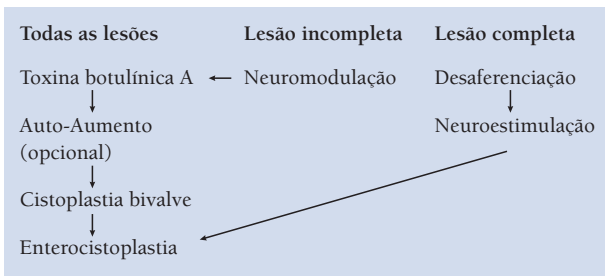 Todas as lesões Lesão incompleta Lesão completa
Toxina botulínica A Neuromodulação Desaferenciação
Auto-Aumento Neuroestimulação
(opcional)
Cistoplastia bivalve
Enterocistoplastia